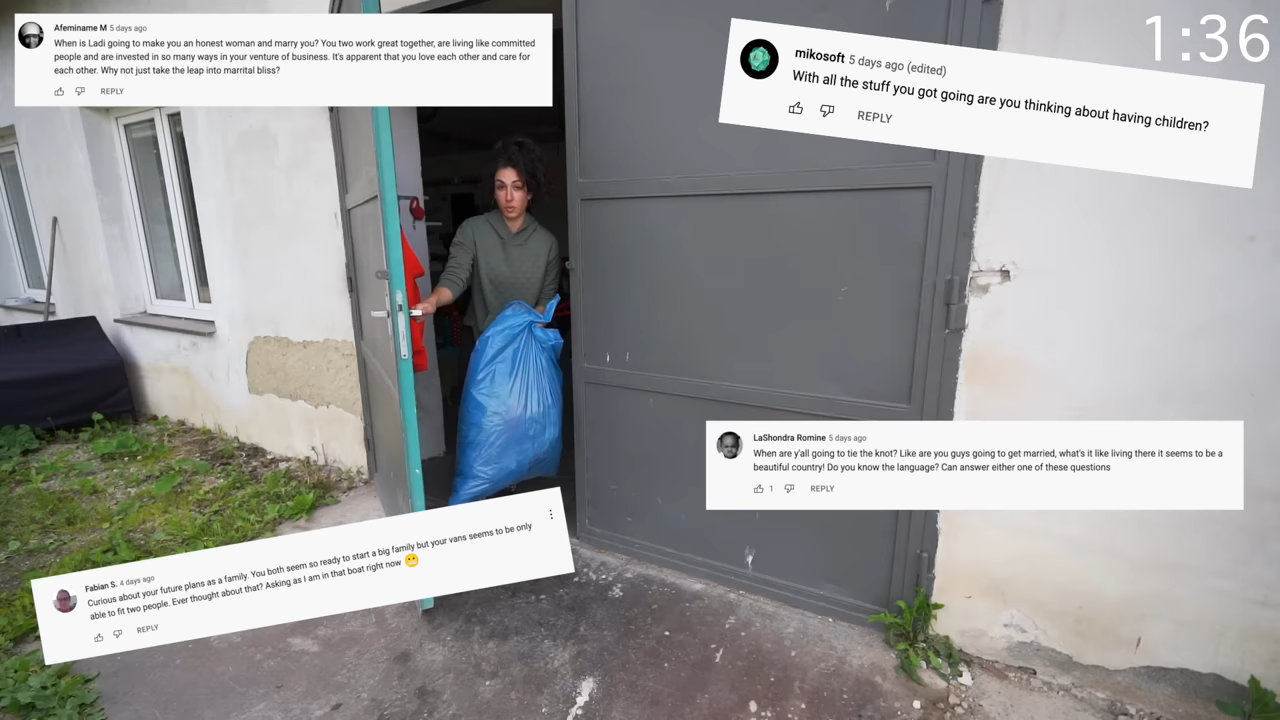 Afeminame M 5 days ago
When is Ladi going to make you an honest woman and marry you? You two work great together, are living like committed
people and are invested in so many ways in your venture of business. It's apparent that you love each other and care for
each other. Why not just take the leap into marrital bliss?
REPLY
1:36
mikosoft 5 days ago (edited)
With all the stuff you got going are you thinking about having children?
REPLY
LaShondra Romine 5 days ago
When are y'all going to tie the knot? Like are you guys going to get married, what's it like living there it seems to be a
beautiful country! Do you know the language? Can answer either one of these questions
1 REPLY
Fabian S. 4 days ago
Curious about your future plans as a family. You both seem so ready to start a big family but your vans seems to be only
able to fit two people. Ever thought about that? Asking as I am in that boat right now 😬
REPLY